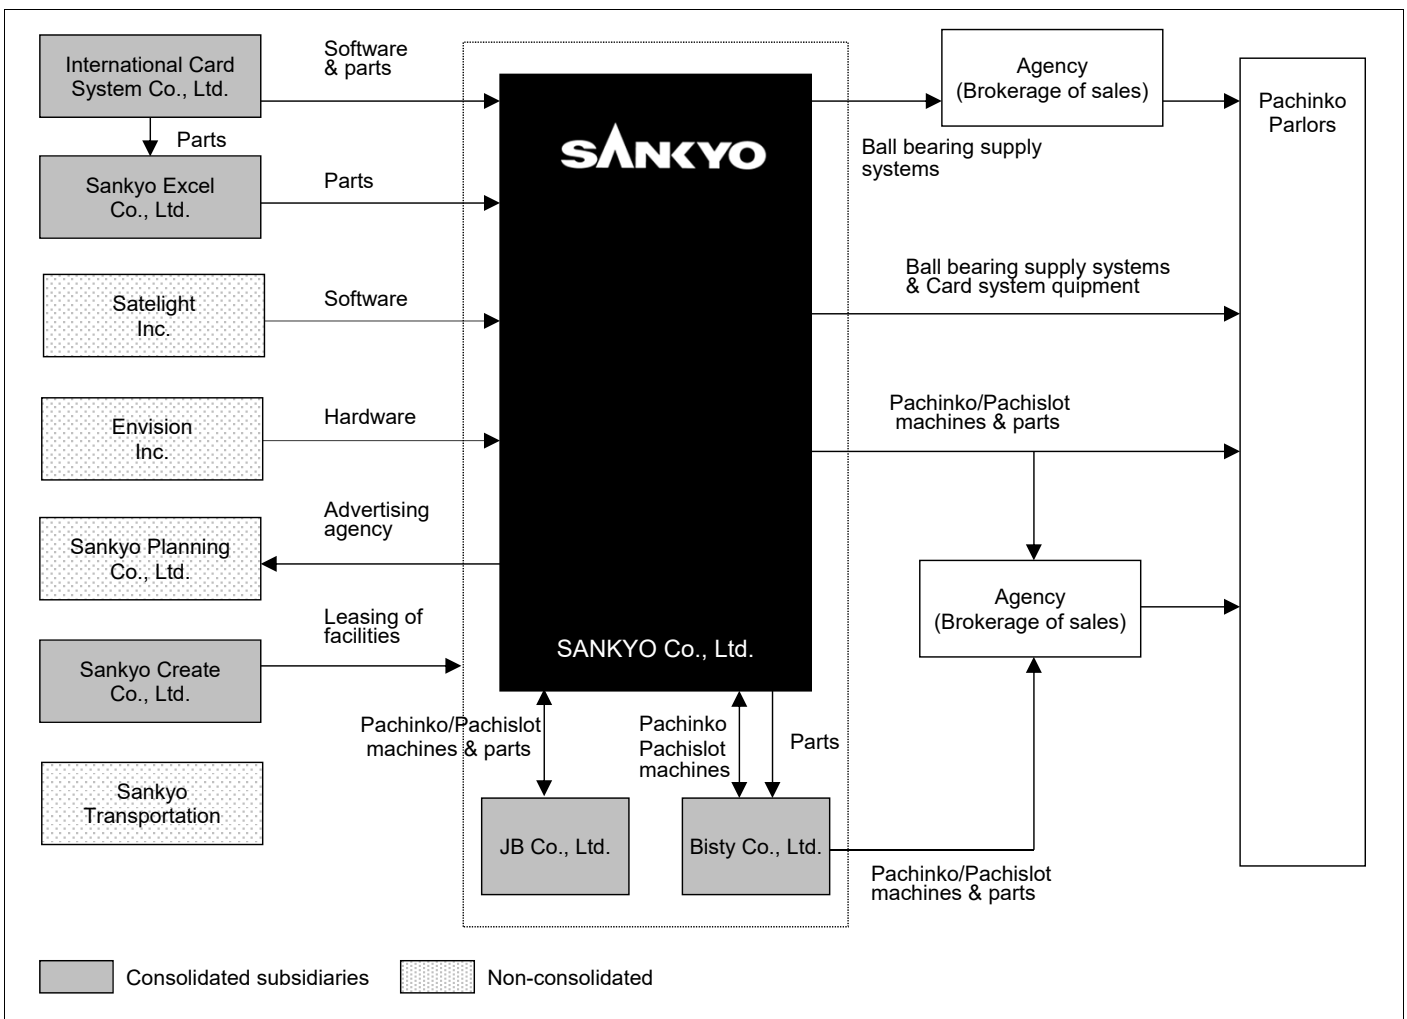 International Card
System Co., Ltd.
Software
& parts
Parts
Sankyo Excel
Co., Ltd.
Parts
Satelight
Inc.
Software
Envision
Inc.
Hardware
Sankyo Planning
Co., Ltd.
Advertising
agency
Sankyo Create
Co., Ltd.
Leasing of
facilities
Sankyo
Transportation
SANKYO
SANKYO Co., Ltd.
Pachinko/Pachislot
machines & parts
Pachinko
Pachislot
machines
Parts
JB Co., Ltd.
Bisty Co., Ltd.
Agency
(Brokerage of sales)
Ball bearing supply
systems
Ball bearing supply systems
& Card system quipment
Pachinko/Pachislot
machines & parts
Agency
(Brokerage of sales)
Pachinko/Pachislot
machines & parts
Pachinko
Parlors
Consolidated subsidiaries
Non-consolidated